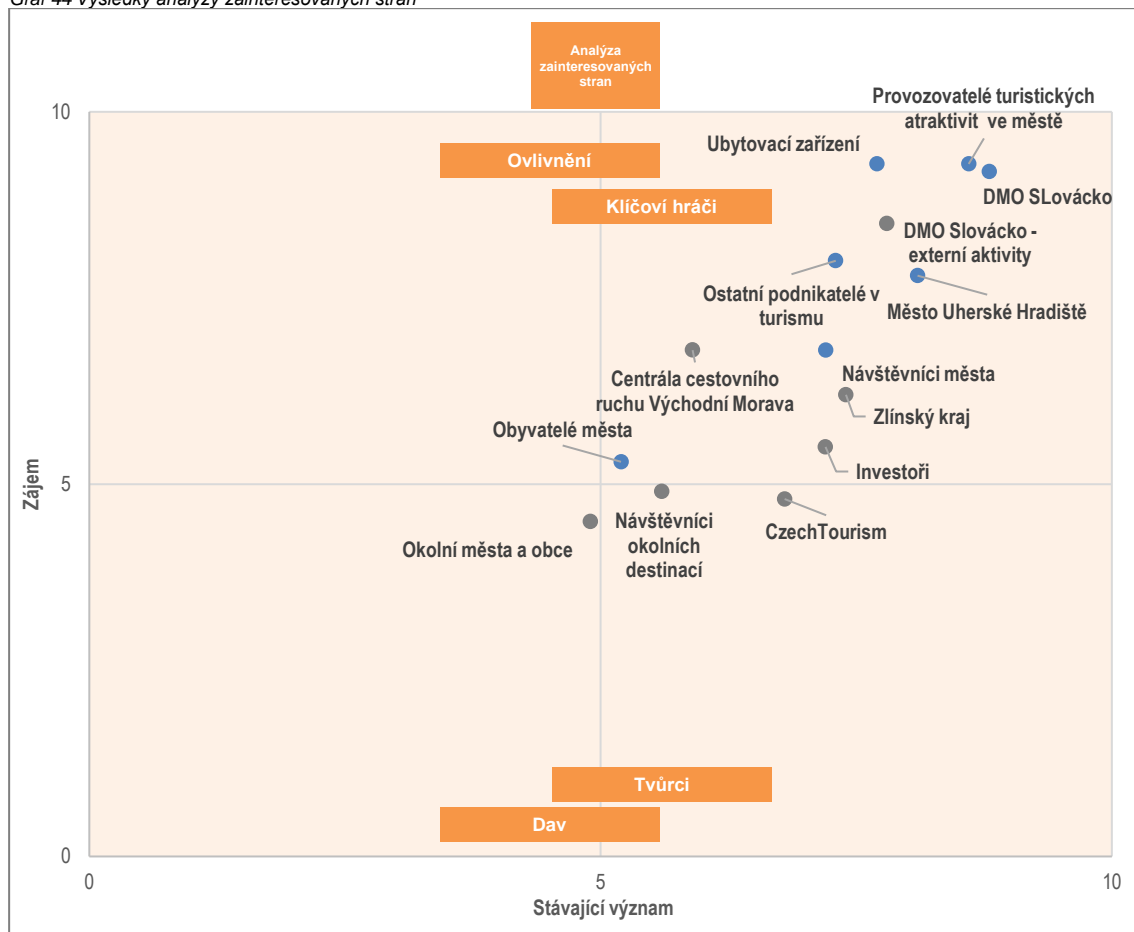 Graf 44 Výsledky analýzy zainteresovaných stran
Analýza
zainteresovaných
stran
10
Provozovatelé turistických
atraktivit ve městě
Ubytovací zařízení
Ovlivnění
DMO SLovácko
Klíčoví hráči
DMO Slovácko -
externí aktivity
Ostatní podnikatelé v
turismu
Město Uherské Hradiště
Centrála cestovního
ruchu Východní Morava
Návštěvníci města
Zlínský kraj
Obyvatelé města
Investoři
Zájem
5
Návštěvníci
okolních
destinací
CzechTourism
Okolní města a obce
Tvůrci
Dav
0
0
5
10
Stávající význam